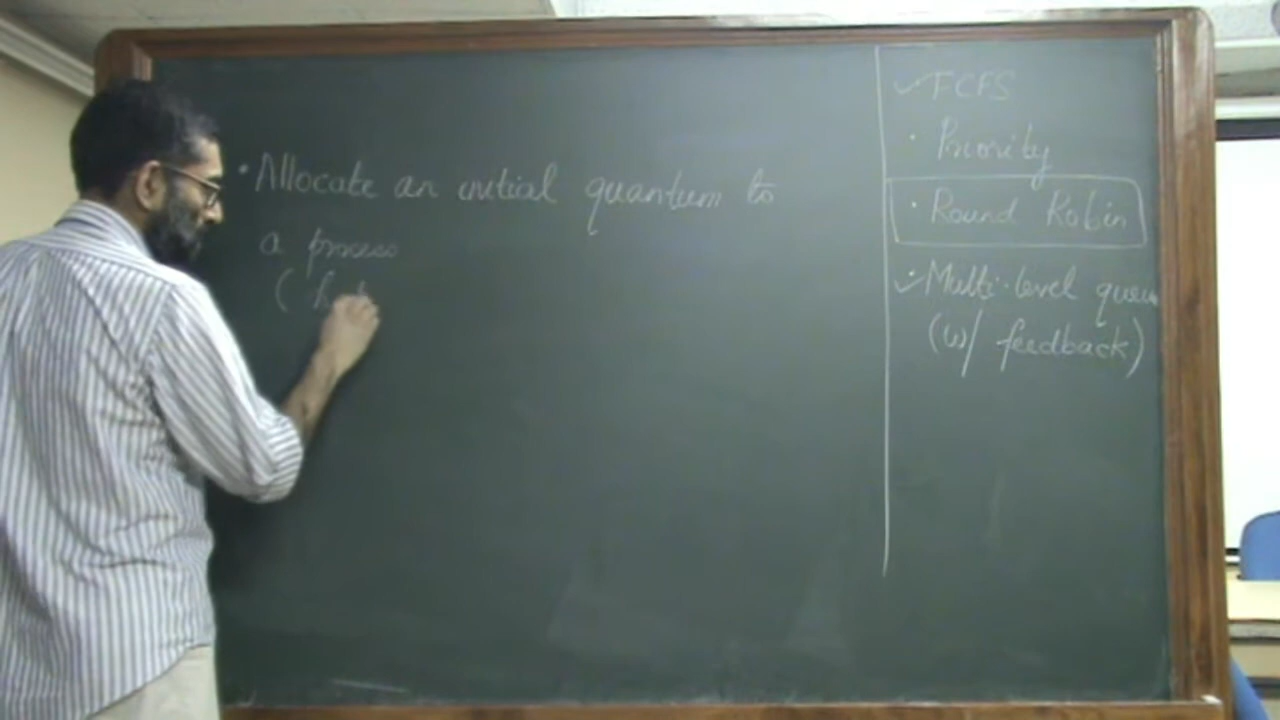 • Allocate an initial quantum to
a process
(
✓ FCFS
• Priority
• Round Robin
✓• Multi-level queue
(w/ feedback)